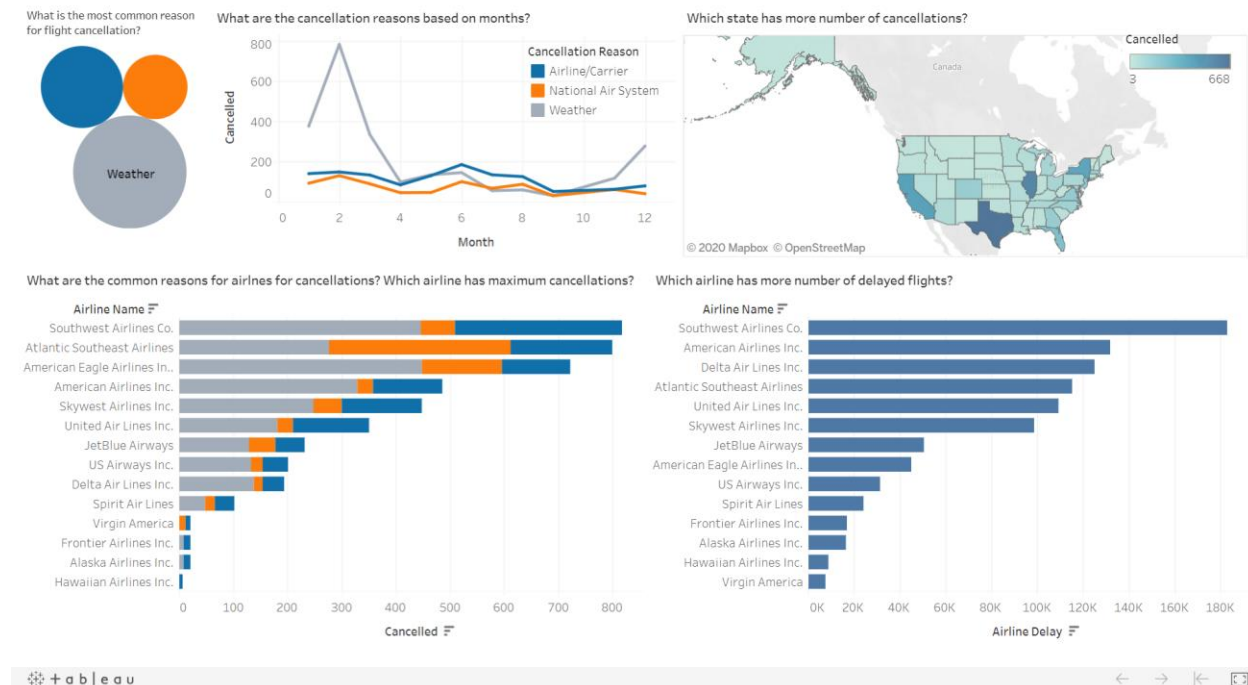 What is the most common reason
for flight cancellation?
Weather
What are the cancellation reasons based on months?
800
600
400
200
0
Cancelled
0 2 4 6 8 10 12
Month
Cancellation Reason
Airline/Carrier
National Air System
Weather
Which state has more number of cancellations?
Canada
Cancelled
3 668
© 2020 Mapbox © OpenStreetMap
What are the common reasons for airlnes for cancellations? Which airline has maximum cancellations?
Airline Name
Southwest Airlines Co.
Atlantic Southeast Airlines
American Eagle Airlines In..
American Airlines Inc.
Skywest Airlines Inc.
United Air Lines Inc.
JetBlue Airways
US Airways Inc.
Delta Air Lines Inc.
Spirit Air Lines
Virgin America
Frontier Airlines Inc.
Alaska Airlines Inc.
Hawaiian Airlines Inc.
0 100 200 300 400 500 600 700 800
Cancelled
Which airline has more number of delayed flights?
Airline Name
Southwest Airlines Co.
American Airlines Inc.
Delta Air Lines Inc.
Atlantic Southeast Airlines
United Air Lines Inc.
Skywest Airlines Inc.
JetBlue Airways
American Eagle Airlines In..
US Airways Inc.
Spirit Air Lines
Frontier Airlines Inc.
Alaska Airlines Inc.
Hawaiian Airlines Inc.
Virgin America
0K 20K 40K 60K 80K 100K 120K 140K 160K 180K
Airline Delay
+ a b | e a u